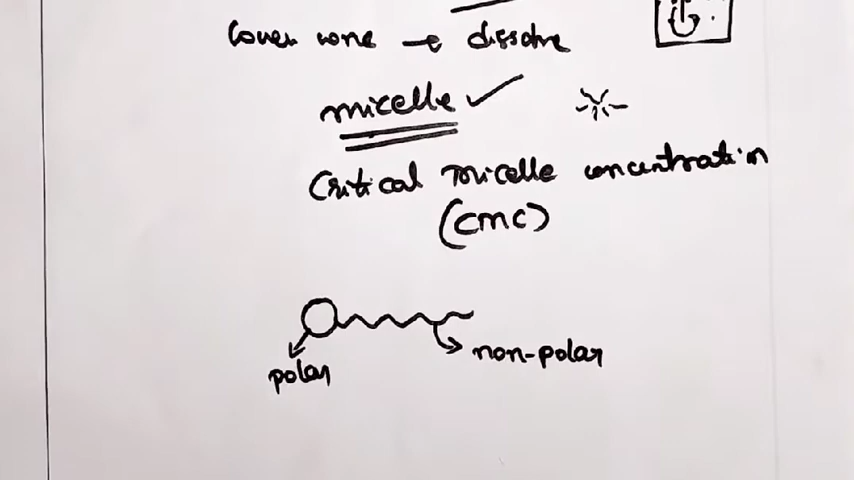 Lower conc → dissolve
micelle ✓
Critical micelle concentration
(CMC)
polar
non-polar